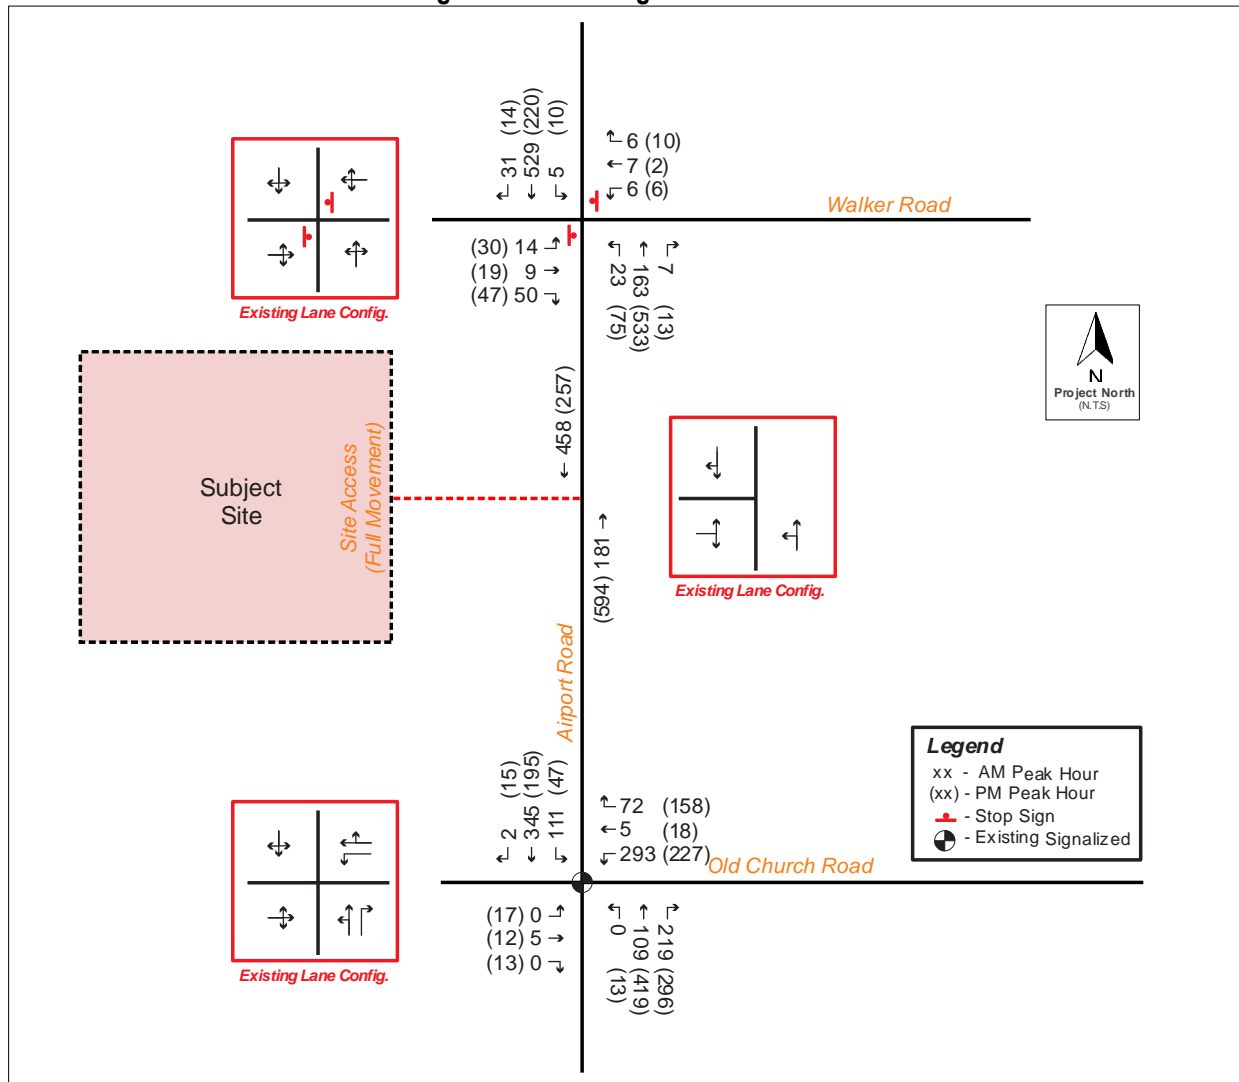 31 (14)
529 (220)
5 (10)
6 (10)
7 (2)
6 (6)
Walker Road
(30) 14
(19) 9
(47) 50
23 (75)
163 (533)
7 (13)
Existing Lane Config.
458 (257)
N
Project North
(N.T.S)
Subject
Site
Site Access
(Full Movement)
(594) 181
Existing Lane Config.
Airport Road
Legend
xx - AM Peak Hour
(xx) - PM Peak Hour
- Stop Sign
- Existing Signalized
2 (15)
345 (195)
111 (47)
72 (158)
5 (18)
293 (227)
Old Church Road
(17) 0
(12) 5
(13) 0
0 (13)
109 (419)
219 (296)
Existing Lane Config.